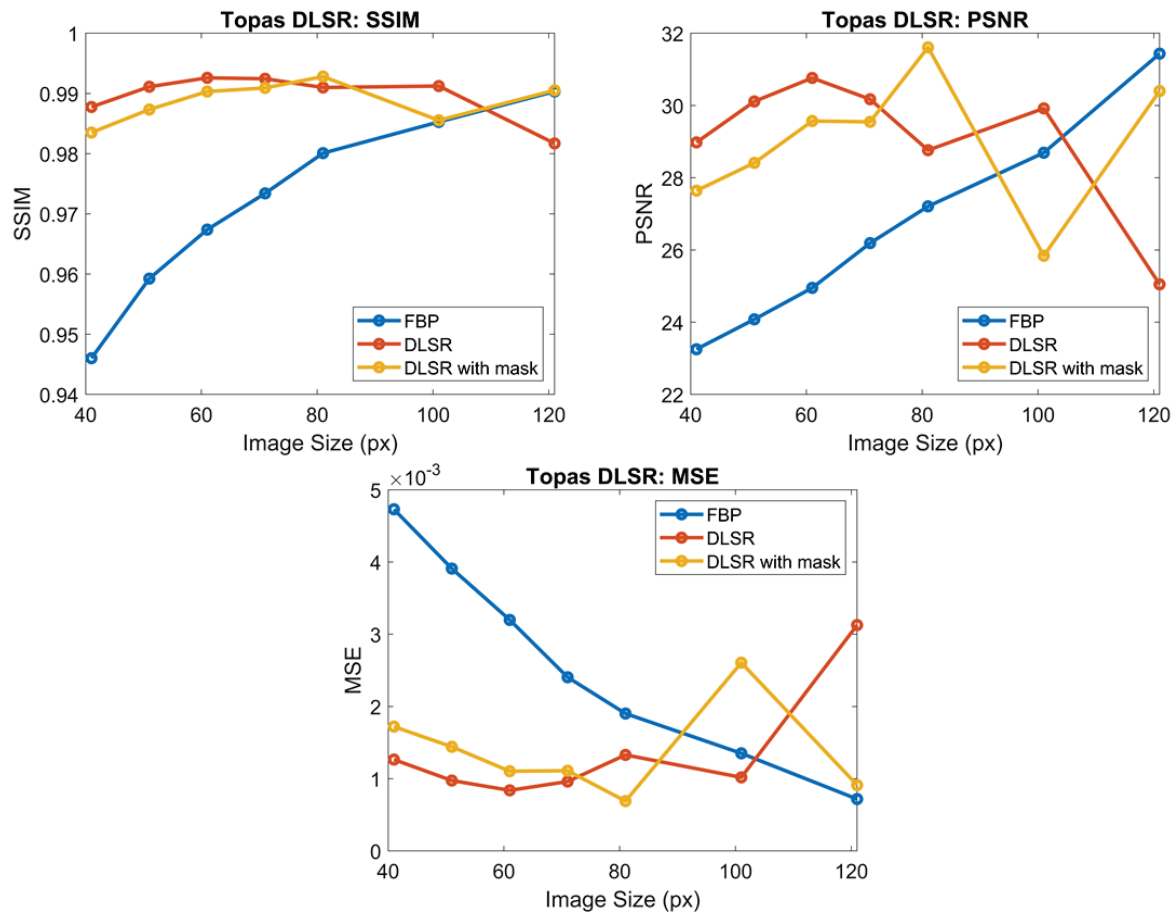 Topas DLSR: SSIM
1
0.99
0.98
0.97
0.96
0.95
0.94
SSIM
40
60
80
100
120
Image Size (px)
FBP
DLSR
DLSR with mask
Topas DLSR: PSNR
32
30
28
26
24
22
PSNR
40
60
80
100
120
Image Size (px)
FBP
DLSR
DLSR with mask
Topas DLSR: MSE
×10⁻³
5
4
3
2
1
0
MSE
40
60
80
100
120
Image Size (px)
FBP
DLSR
DLSR with mask